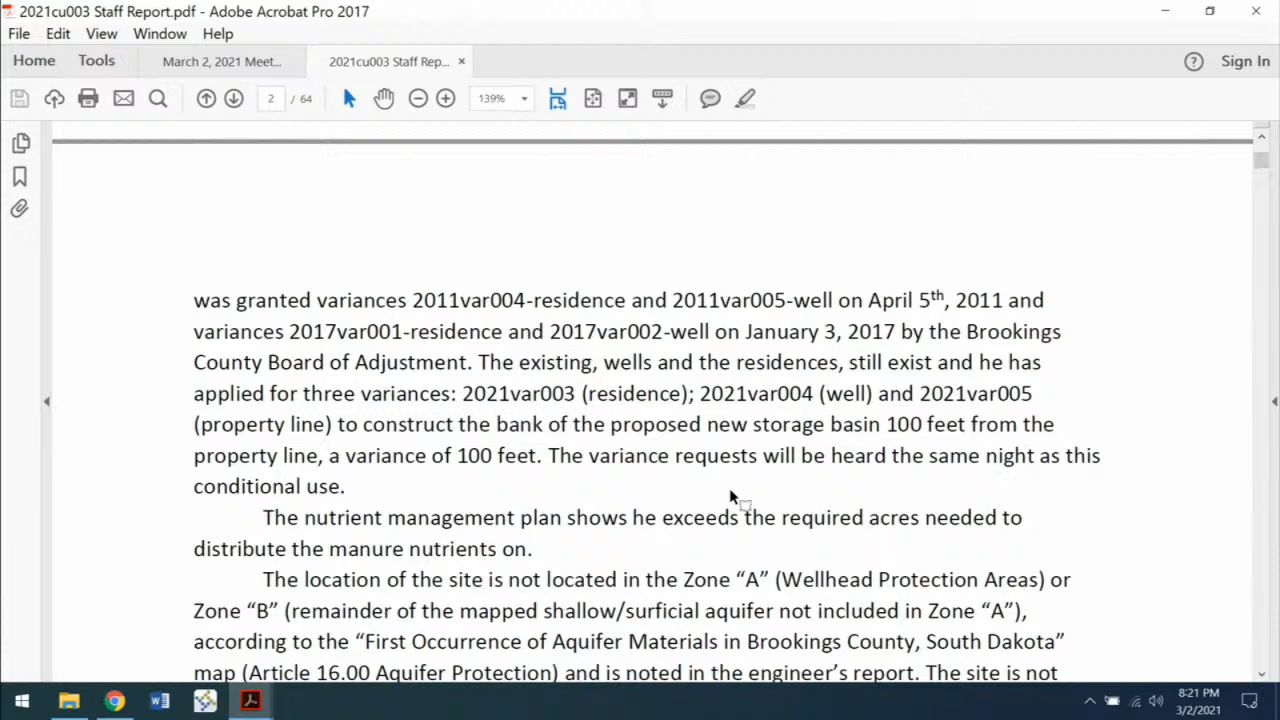 2021cu003 Staff Report.pdf - Adobe Acrobat Pro 2017
File Edit View Window Help
Home Tools March 2, 2021 Meet... 2021cu003 Staff Rep... × Sign In
2 / 64 139%
was granted variances 2011var004-residence and 2011var005-well on April 5th, 2011 and
variances 2017var001-residence and 2017var002-well on January 3, 2017 by the Brookings
County Board of Adjustment. The existing, wells and the residences, still exist and he has
applied for three variances: 2021var003 (residence); 2021var004 (well) and 2021var005
(property line) to construct the bank of the proposed new storage basin 100 feet from the
property line, a variance of 100 feet. The variance requests will be heard the same night as this
conditional use.
The nutrient management plan shows he exceeds the required acres needed to
distribute the manure nutrients on.
The location of the site is not located in the Zone “A” (Wellhead Protection Areas) or
Zone “B” (remainder of the mapped shallow/surficial aquifer not included in Zone “A”),
according to the “First Occurrence of Aquifer Materials in Brookings County, South Dakota”
map (Article 16.00 Aquifer Protection) and is noted in the engineer’s report. The site is not
8:21 PM
3/2/2021